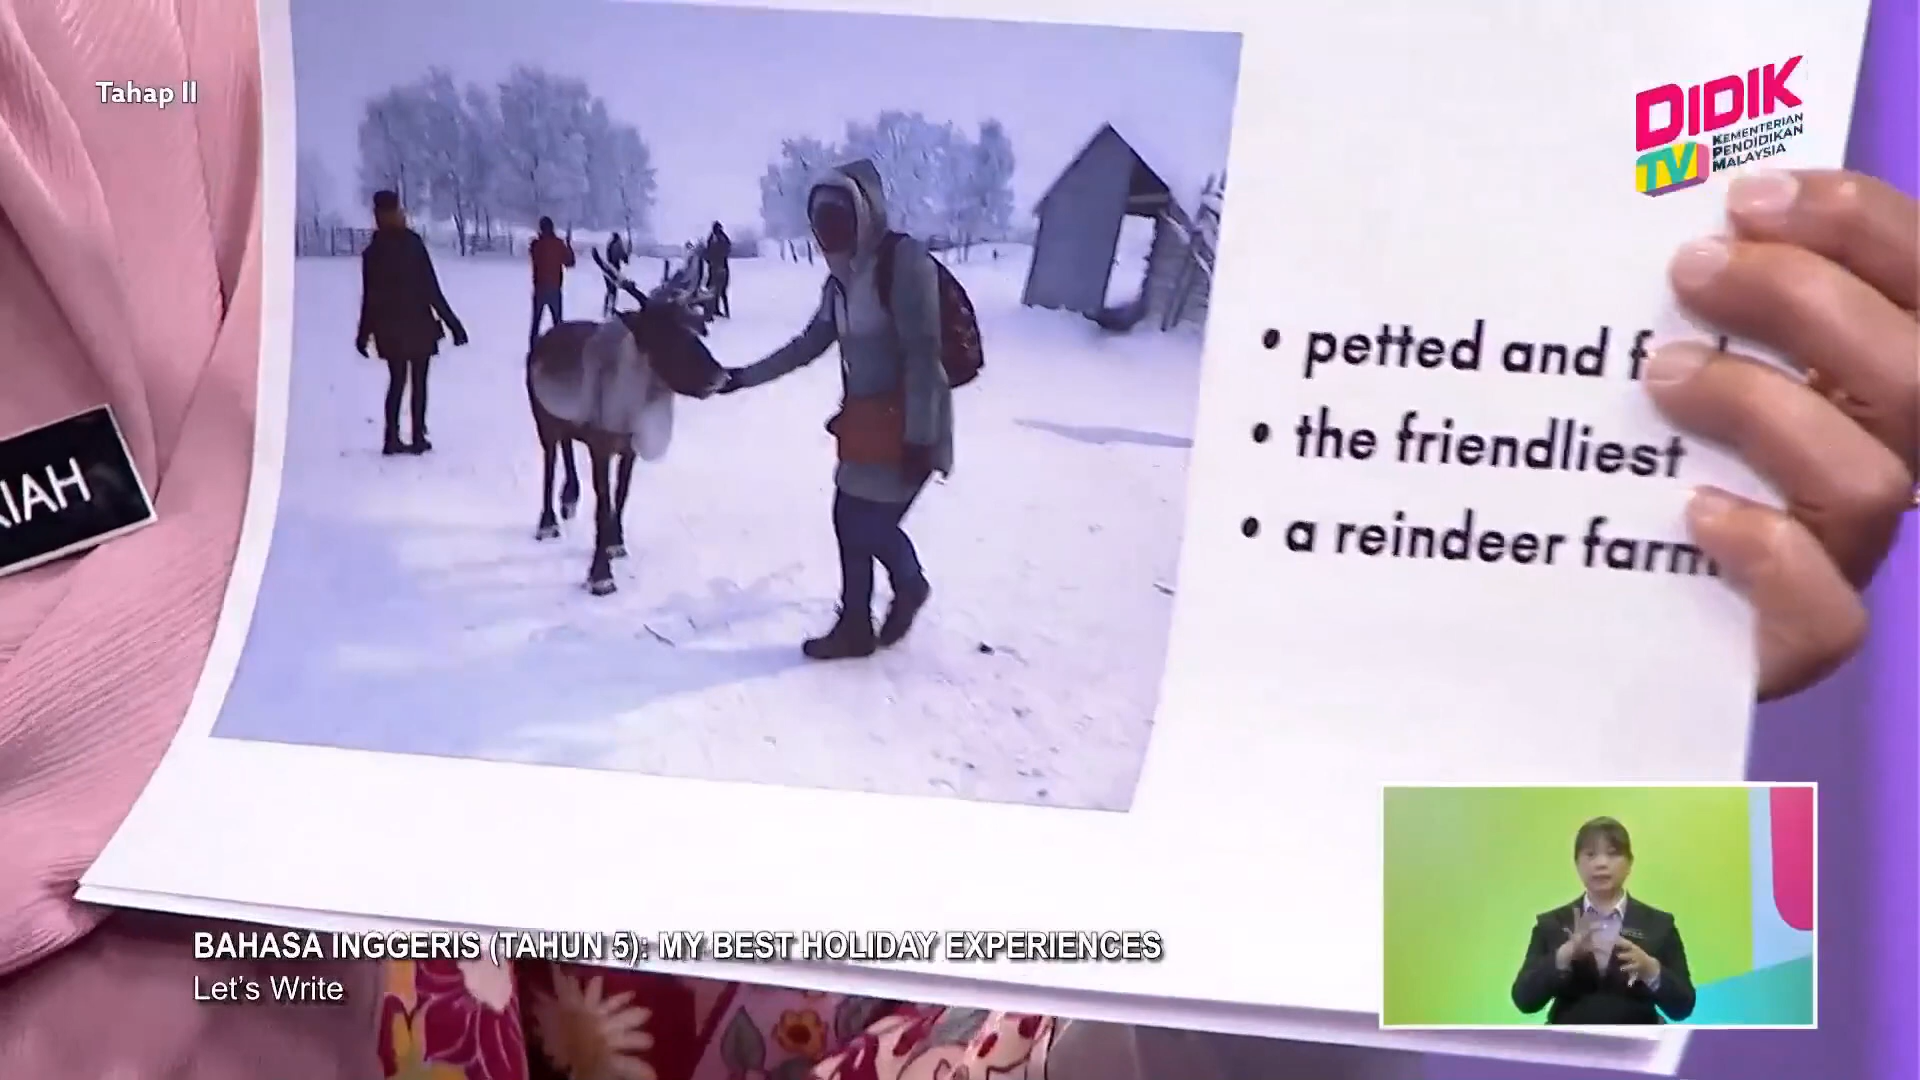 Tahap II
DIDIK
TV
KEMENTERIAN
PENDIDIKAN
MALAYSIA
• petted and
• the friendliest
• a reindeer farm
BAHASA INGGERIS (TAHUN 5): MY BEST HOLIDAY EXPERIENCES
Let's Write